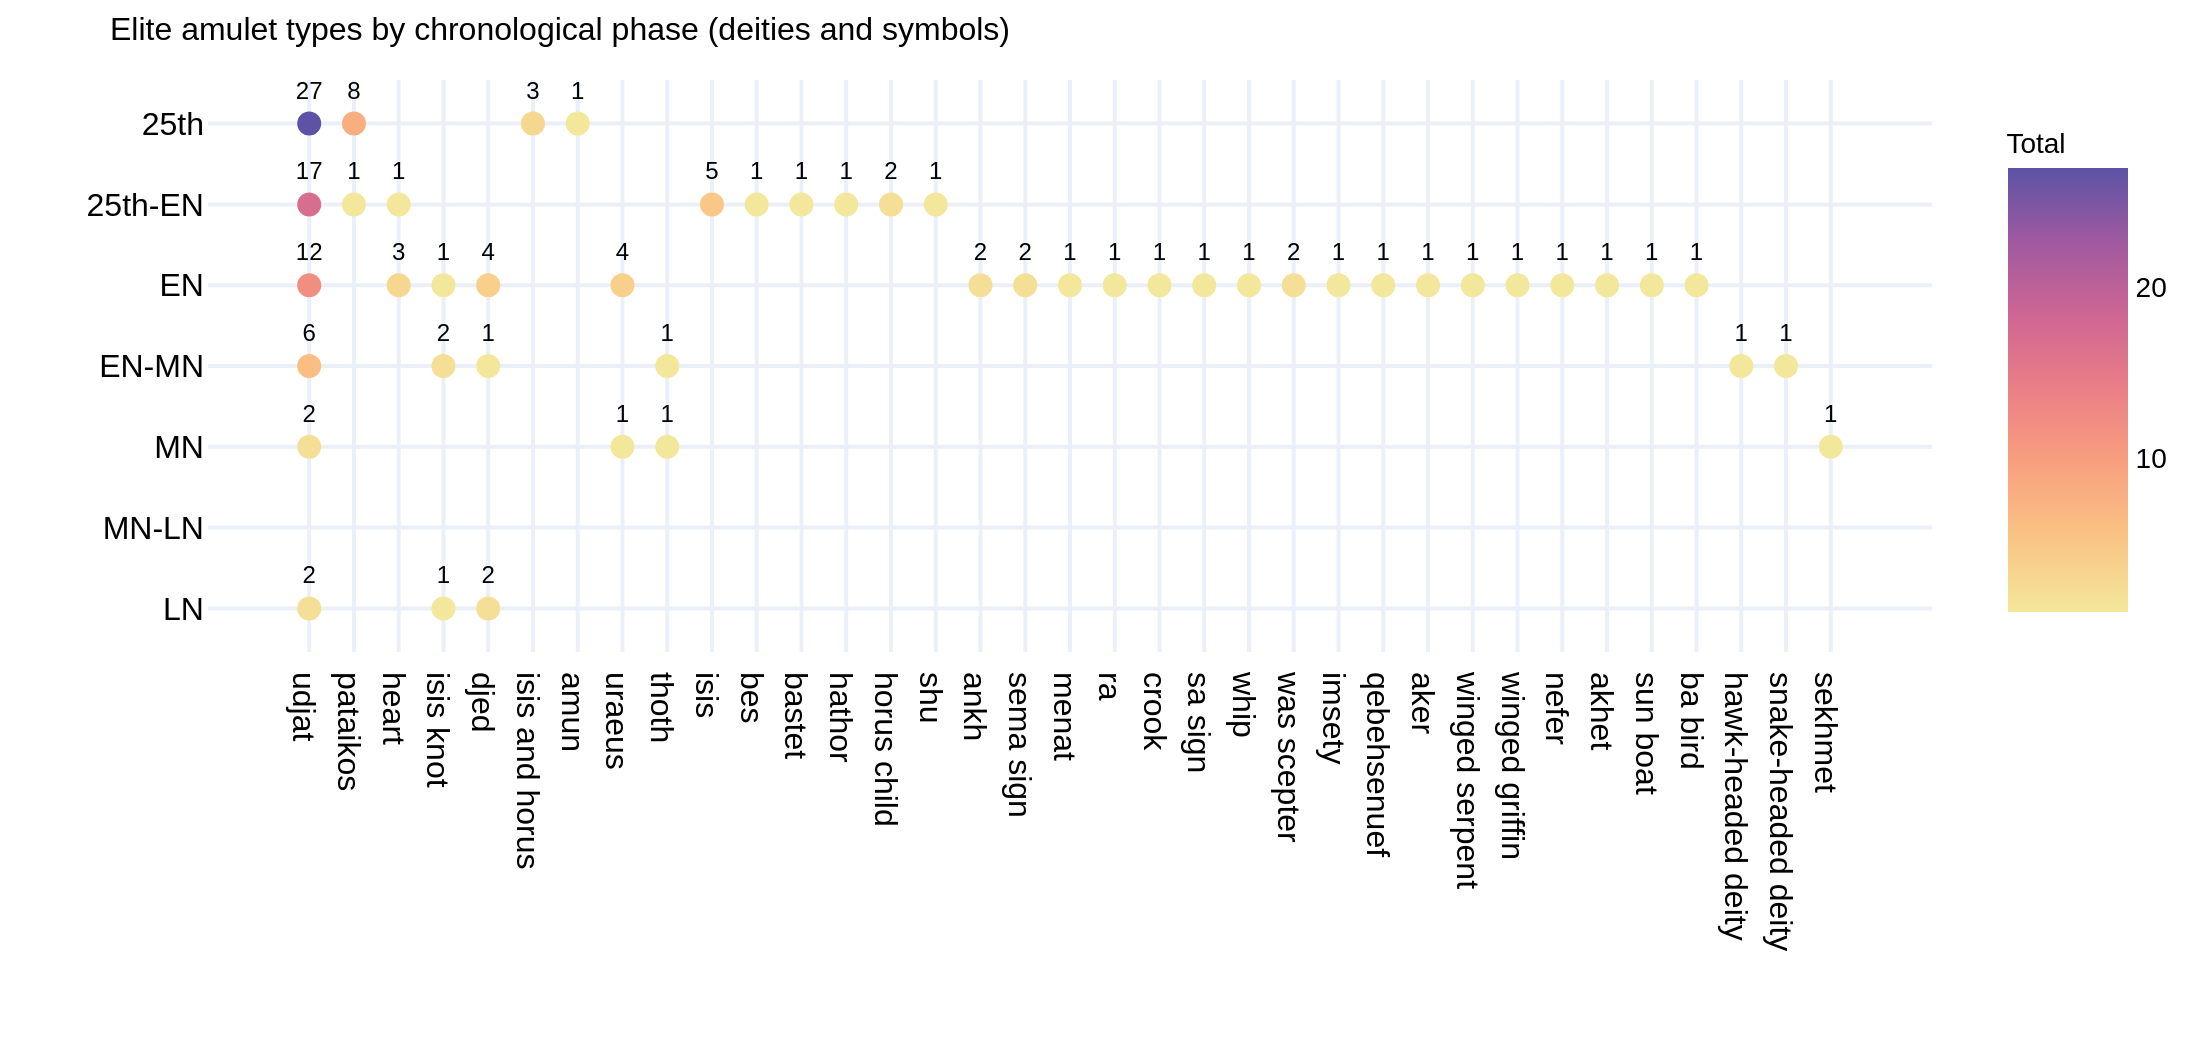 Elite amulet types by chronological phase (deities and symbols)
27 8 3 1
25th
17 1 1 5 1 1 1 2 1
25th-EN
12 3 1 4 4 2 2 1 1 1 1 1 2 1 1 1 1 1 1 1 1 1
EN
6 2 1 1 1 1
EN-MN
2 1 1 1
MN
MN-LN
2 1 2
LN
udjat
pataikos
heart
isis knot
djed
isis and horus
amun
uraeus
thoth
isis
bes
bastet
hathor
horus child
shu
ankh
sema sign
menat
ra
crook
sa sign
whip
was scepter
imsety
qebehsenuef
aker
winged serpent
winged griffin
nefer
akhet
sun boat
ba bird
hawk-headed deity
snake-headed deity
sekhmet
Total
20
10